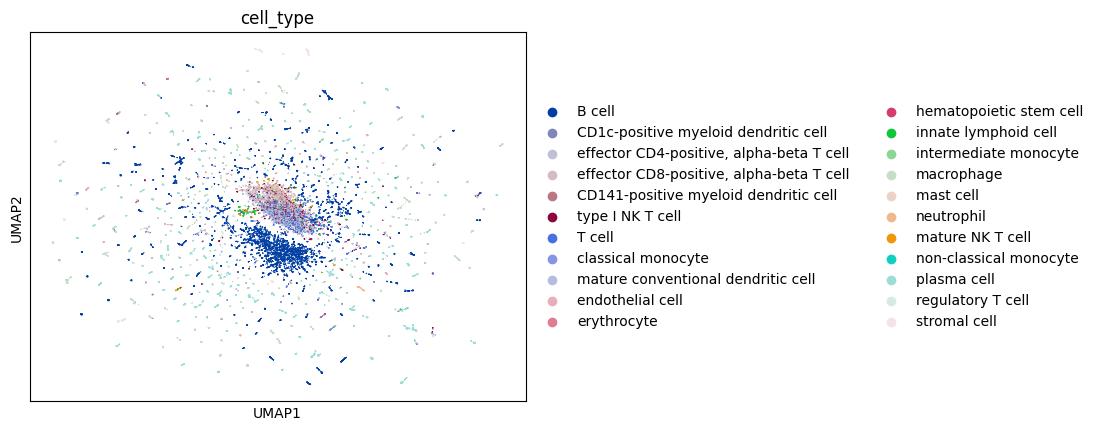 cell_type
UMAP2
UMAP1
B cell
CD1c-positive myeloid dendritic cell
effector CD4-positive, alpha-beta T cell
effector CD8-positive, alpha-beta T cell
CD141-positive myeloid dendritic cell
type I NK T cell
T cell
classical monocyte
mature conventional dendritic cell
endothelial cell
erythrocyte
hematopoietic stem cell
innate lymphoid cell
intermediate monocyte
macrophage
mast cell
neutrophil
mature NK T cell
non-classical monocyte
plasma cell
regulatory T cell
stromal cell